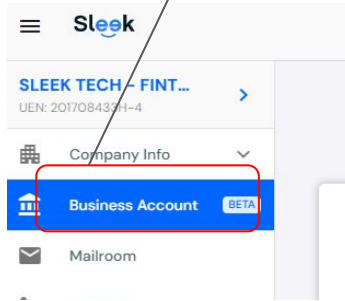 Sleek
SLEEK TECH - FINT...
UEN: 201708433H-4
Company Info
Business Account BETA
Mailroom